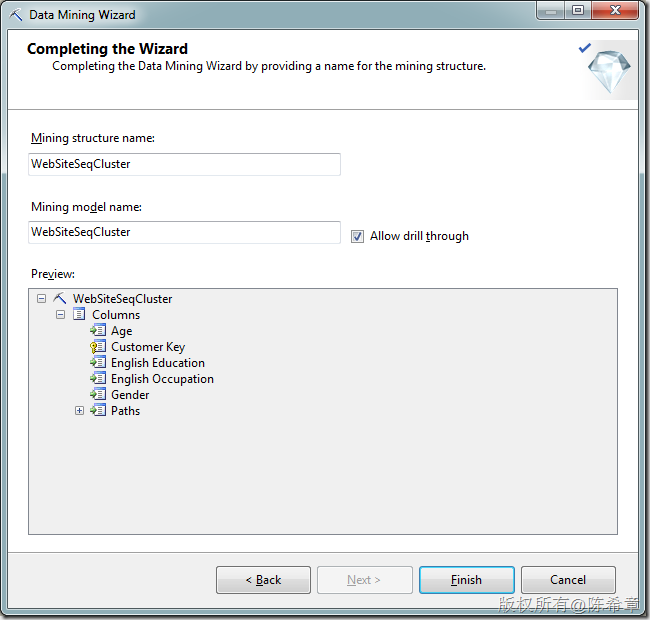 Data Mining Wizard
Completing the Wizard
Completing the Data Mining Wizard by providing a name for the mining structure.
Mining structure name:
WebSiteSeqCluster
Mining model name:
WebSiteSeqCluster
Allow drill through
Preview:
WebSiteSeqCluster
Columns
Age
Customer Key
English Education
English Occupation
Gender
Paths
< Back
Next >
Finish
Cancel
版权所有@陈希章